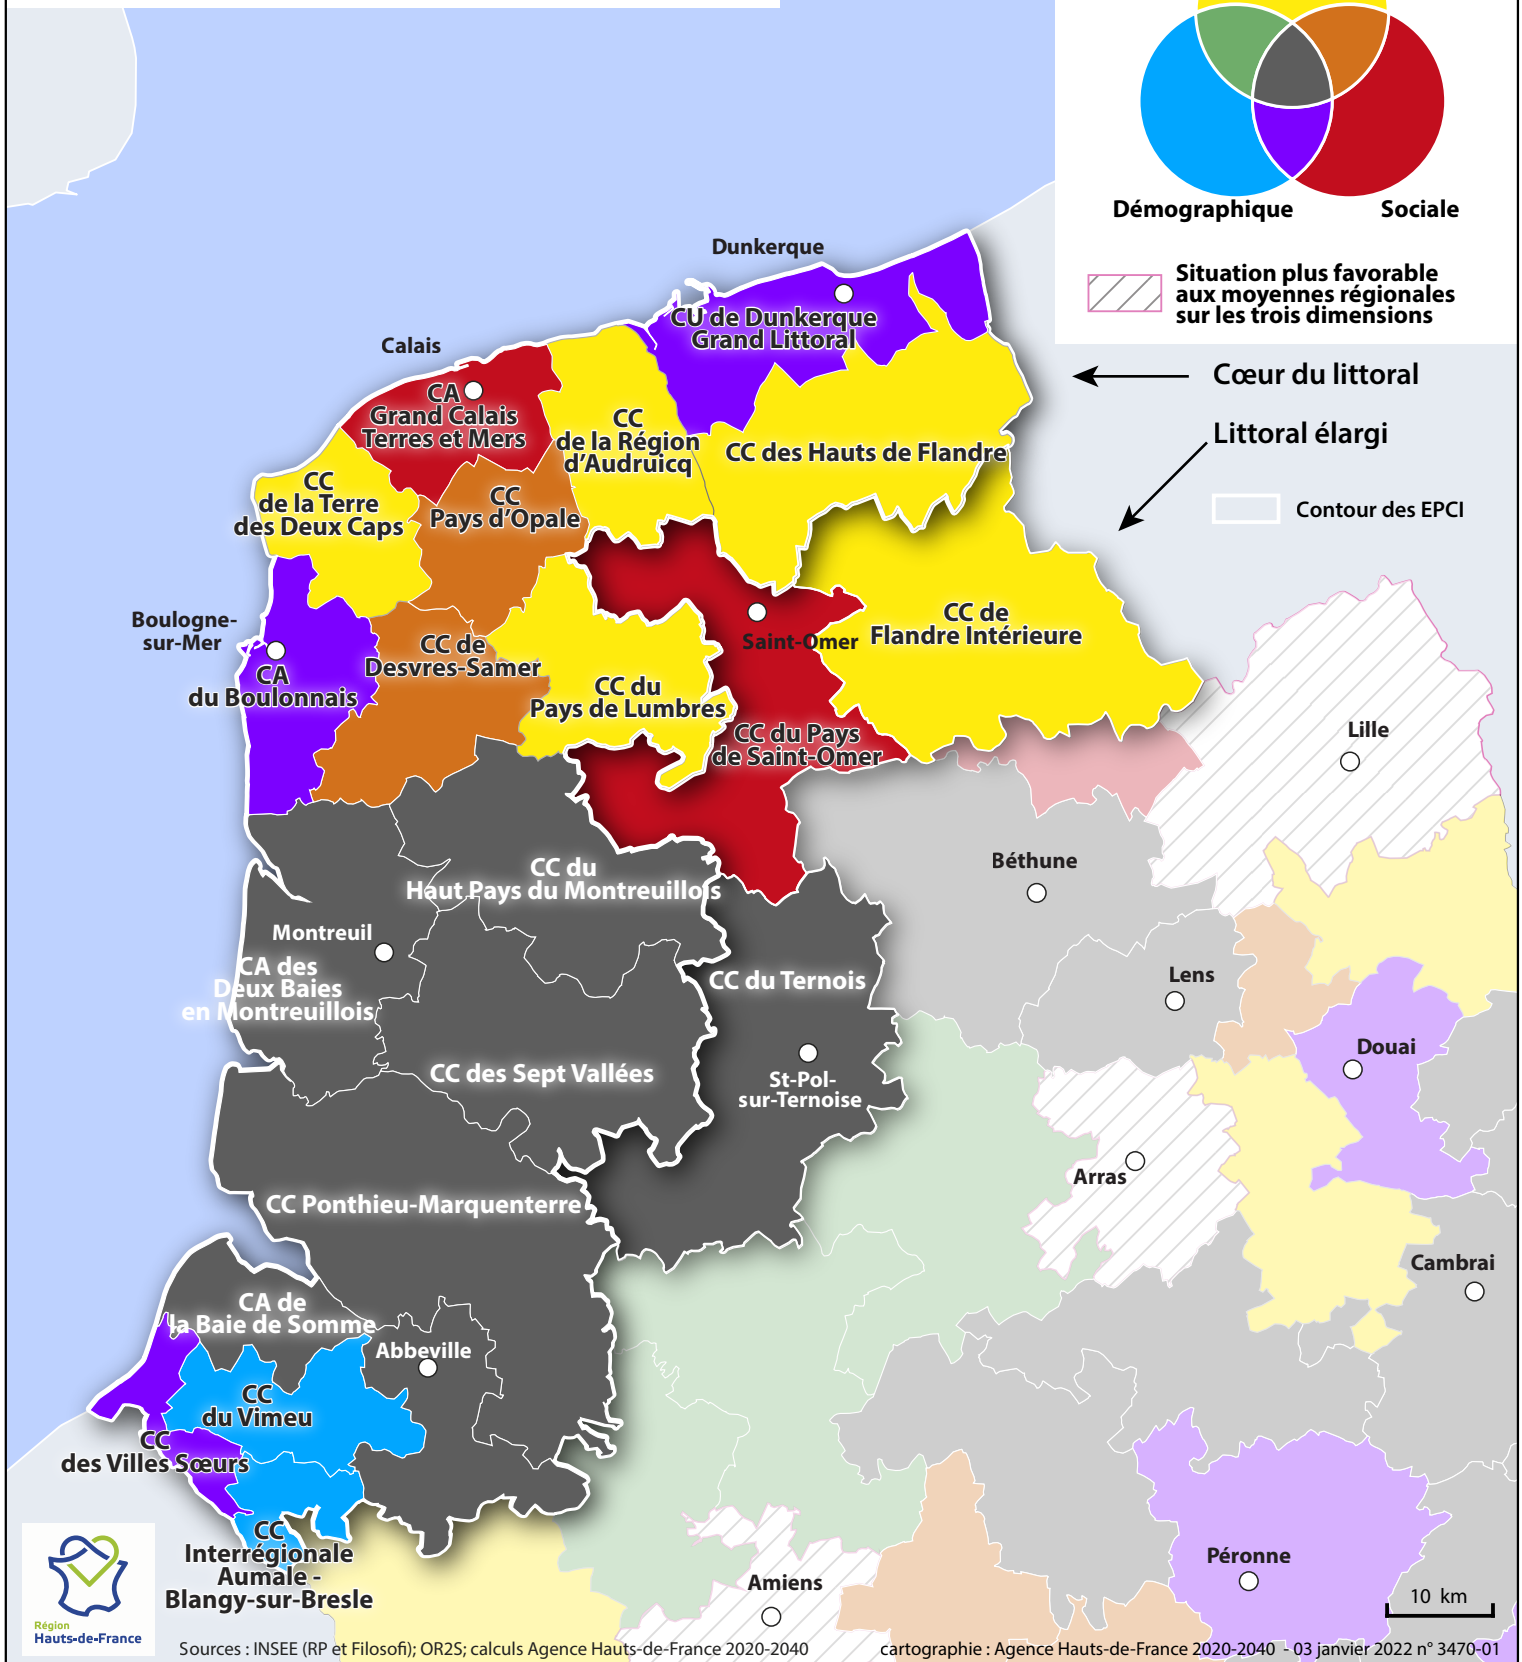 Démographique
Sociale
Situation plus favorable
aux moyennes régionales
sur les trois dimensions
Cœur du littoral
Littoral élargi
Contour des EPCI
Dunkerque
CU de Dunkerque
Grand Littoral
Calais
CA
Grand Calais
Terres et Mers
CC
de la Région
d'Audruicq
CC des Hauts de Flandre
CC
de la Terre
des Deux Caps
CC
Pays d'Opale
Boulogne-
sur-Mer
CA
du Boulonnais
CC de
Desvres-Samer
CC du
Pays de Lumbres
Saint-Omer
CC de
Flandre Intérieure
CC du Pays
de Saint-Omer
Lille
Béthune
CC du
Haut Pays du Montreuillois
Montreuil
CA des
Deux Baies
en Montreuillois
CC du Ternois
Lens
Douai
CC des Sept Vallées
St-Pol-
sur-Ternoise
Arras
CC Ponthieu-Marquenterre
Cambrai
CA de
la Baie de Somme
Abbeville
CC
du Vimeu
CC
des Villes Sœurs
CC
Interrégionale
Aumale -
Blangy-sur-Bresle
Amiens
Péronne
10 km
Région
Hauts-de-France
Sources : INSEE (RP et Filosofi); OR2S; calculs Agence Hauts-de-France 2020-2040
cartographie : Agence Hauts-de-France 2020-2040 - 03 janvier 2022 n° 3470-01